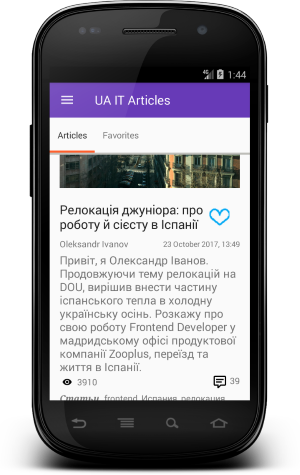 4G 1:44
UA IT Articles
Articles Favorites
Релокація джуніора: про
роботу й сієсту в Іспанії
Oleksandr Ivanov 23 October 2017, 13:49
Привіт, я Олександр Іванов.
Продовжуючи тему релокацій на
DOU, вирішив внести частину
іспанського тепла в холодну
українську осінь. Розкажу про
свою роботу Frontend Developer у
мадридському офісі продуктової
компанії Zooplus, переїзд та
життя в Іспанії.
3910 39
Статьи, frontend, Испания, релокация